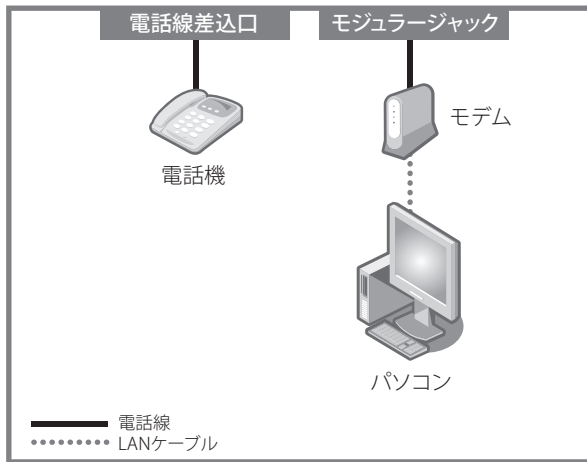 電話線差込口
モジュラージャック
モデム
電話機
パソコン
電話線
LANケーブル